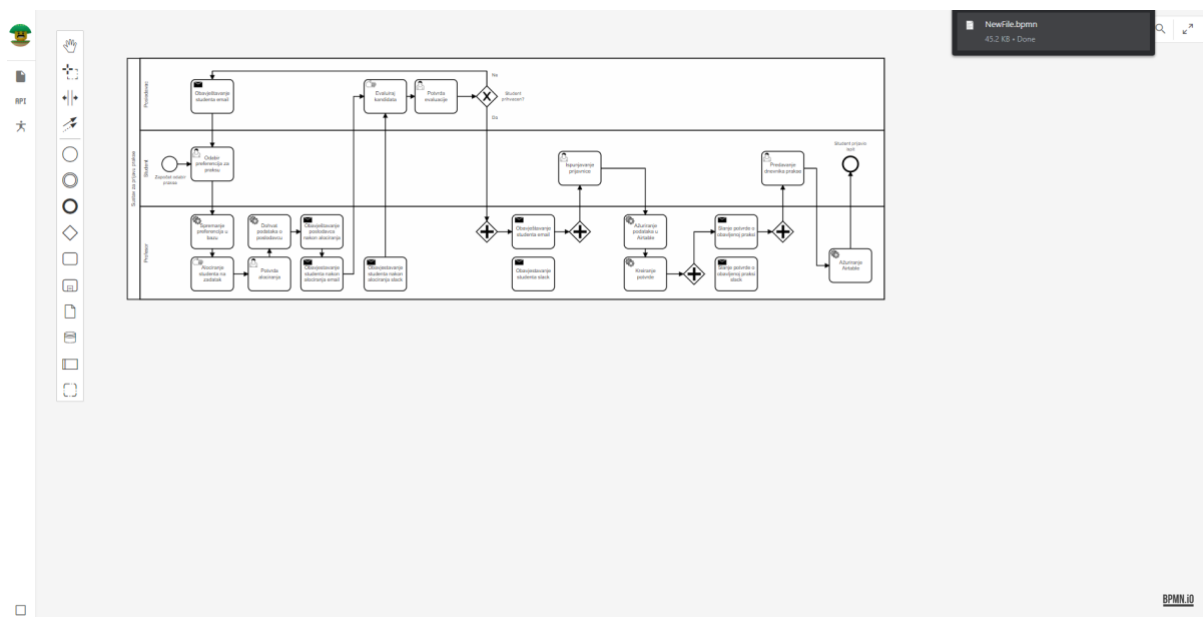 NewFile.bpmn
45.2 KB • Done
API
Sustav za prijavu prakse
Poslodavac
Obavještavanje
studenta email
Evaluiraj
kandidata
Potvrda
evaluacije
Ne
Student
prihvaćen?
Da
Student
Započet odabir
prakse
Odabir
preferencija za
praksu
Ispunjavanje
prijavnice
Predavanje
dnevnika prakse
Student prijavio
ispit
Profesor
Spremanje
preferencija u
bazu
Dohvat
podataka o
poslodavcu
Obavještavanje
poslodavca
nakon alociranja
Alociranje
studenta na
zadatak
Potvrda
alociranja
Obavještavanje
studenta nakon
alociranja email
Obavještavanje
studenta nakon
alociranja slack
Obavještavanje
studenta email
Obavještavanje
studenta slack
Ažuriranje
podataka u
Airtable
Kreiranje
potvrde
Slanje potvrde o
obavljenoj praksi
Slanje potvrde o
obavljenoj praksi
slack
Ažuriranje
Airtable
BPMN.iO